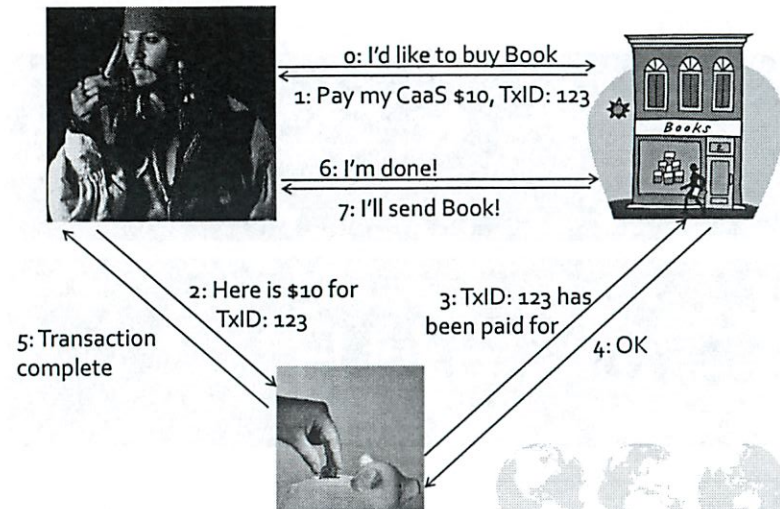 0: I'd like to buy Book
1: Pay my CaaS $10, TxID: 123
Books
6: I'm done!
7: I'll send Book!
2: Here is $10 for
TxID: 123
3: TxID: 123 has
been paid for
4: OK
5: Transaction
complete